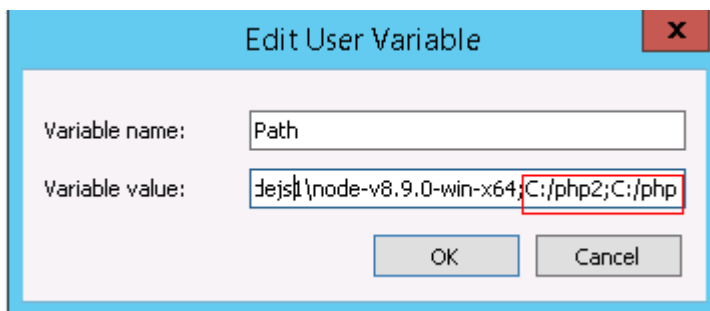 Edit User Variable
x
Variable name: Path
Variable value: dejs1\node-v8.9.0-win-x64;C:/php2;C:/php
OK Cancel